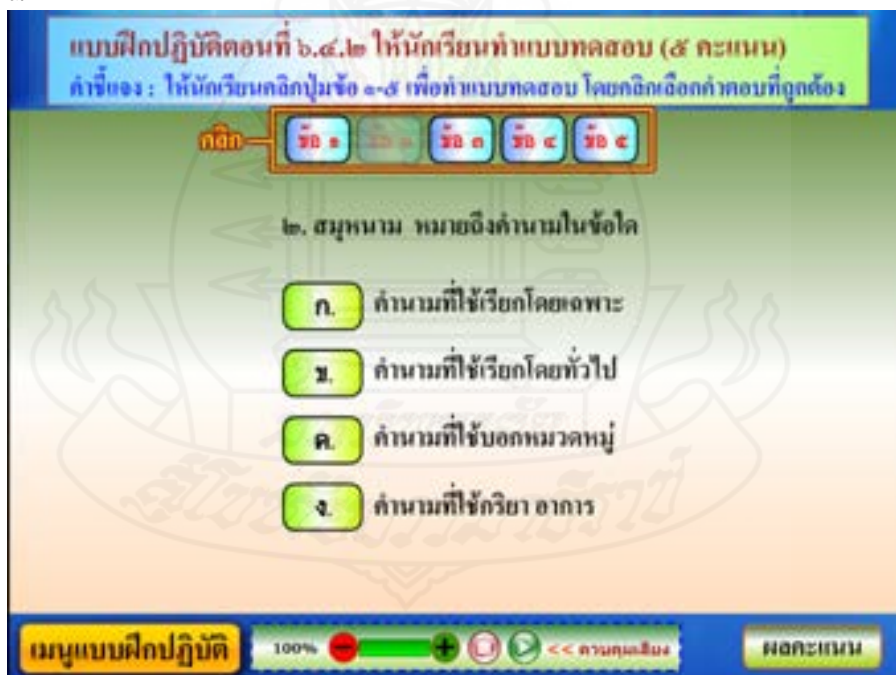 แบบฝึกปฏิบัติตอนที่ ๖.๔.๒ ให้นักเรียนทำแบบทดสอบ (๕ คะแนน)
คำชี้แจง : ให้นักเรียนคลิกปุ่มข้อ ๑-๕ เพื่อทำแบบทดสอบ โดยคลิกเลือกคำตอบที่ถูกต้อง
คลิก ข้อ ๑ ข้อ ๓ ข้อ ๔ ข้อ ๕
๒. สมุหนาม หมายถึงคำนามในข้อใด
ก. คำนามที่ใช้เรียกโดยเฉพาะ
ข. คำนามที่ใช้เรียกโดยทั่วไป
ค. คำนามที่ใช้บอกหมวดหมู่
ง. คำนามที่ใช้กริยา อาการ
เมนูแบบฝึกปฏิบัติ 100% << ควบคุมเสียง ผลคะแนน